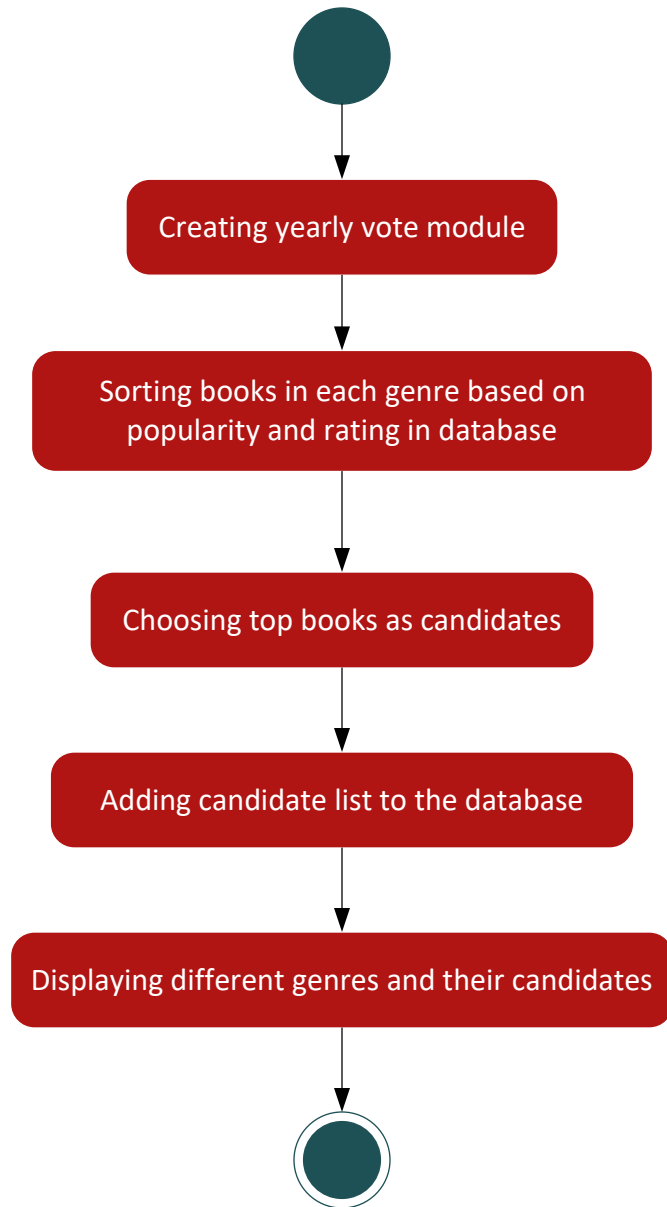 Creating yearly vote module
Sorting books in each genre based on
popularity and rating in database
Choosing top books as candidates
Adding candidate list to the database
Displaying different genres and their candidates